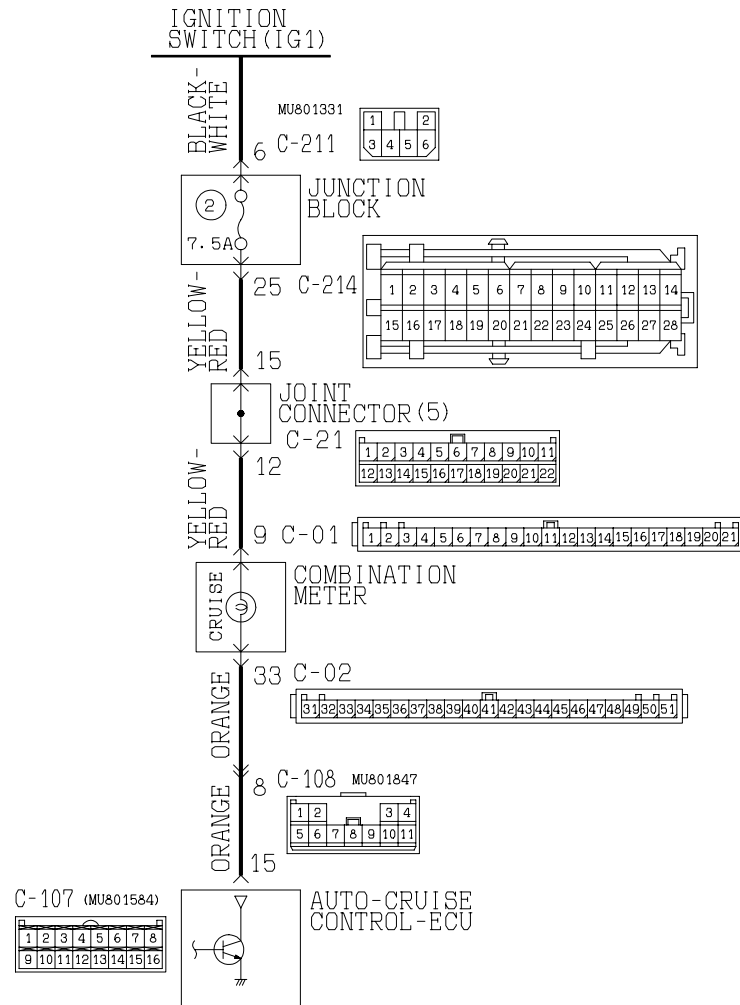 IGNITION
SWITCH(IG1)
BLACK-
WHITE
MU801331
6 C-211
1 2
3 4 5 6
JUNCTION
BLOCK
2
7.5A
25 C-214
1 2 3 4 5 6 7 8 9 10 11 12 13 14
15 16 17 18 19 20 21 22 23 24 25 26 27 28
YELLOW-
RED
15
JOINT
CONNECTOR(5)
C-21
1 2 3 4 5 6 7 8 9 10 11
12 13 14 15 16 17 18 19 20 21 22
12
YELLOW-
RED
9 C-01
1 2 3 4 5 6 7 8 9 10 11 12 13 14 15 16 17 18 19 20 21
CRUISE
COMBINATION
METER
33 C-02
31 32 33 34 35 36 37 38 39 40 41 42 43 44 45 46 47 48 49 50 51
ORANGE
8 C-108 MU801847
1 2 3 4
5 6 7 8 9 10 11
ORANGE
15
C-107 (MU801584)
1 2 3 4 5 6 7 8
9 10 11 12 13 14 15 16
AUTO-CRUISE
CONTROL-ECU